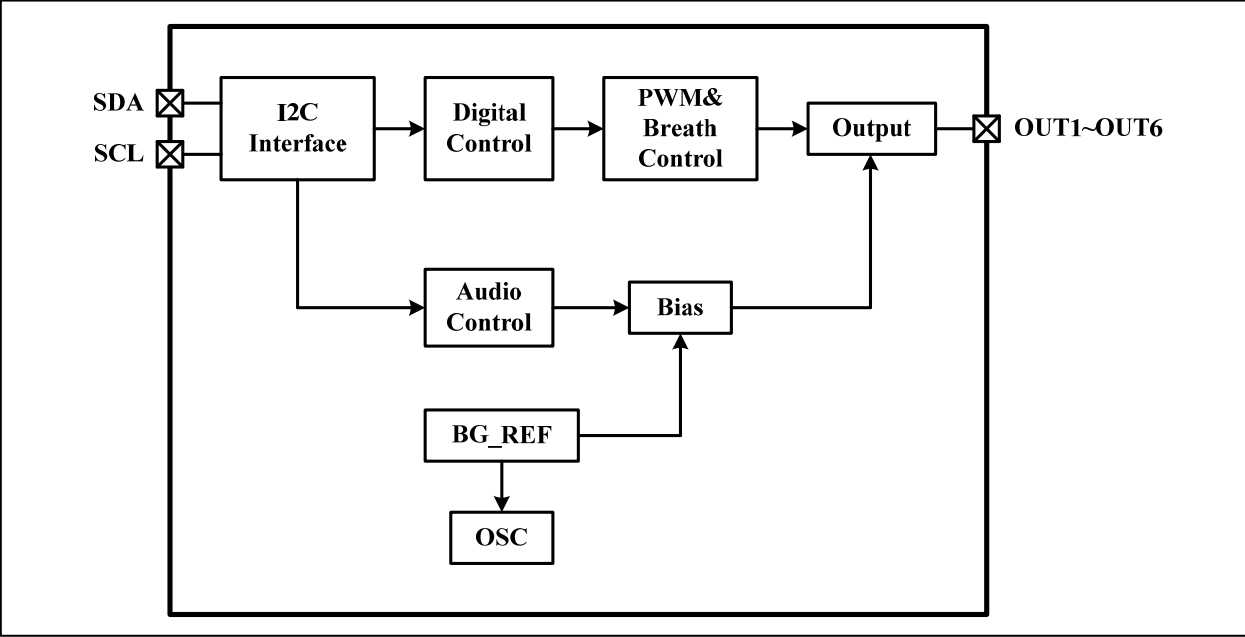 SDA
SCL
I2C
Interface
Digital
Control
PWM&
Breath
Control
Output
OUT1~OUT6
Audio
Control
Bias
BG_REF
OSC